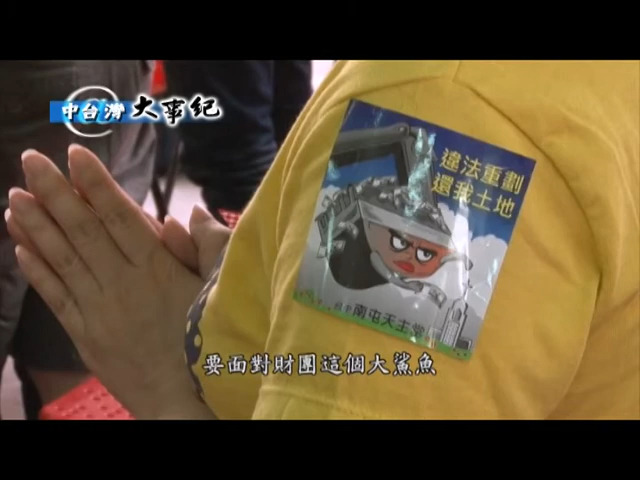 中台灣大事紀
違法重劃
還我土地
南屯天主堂
要面對財團這個大鯊魚